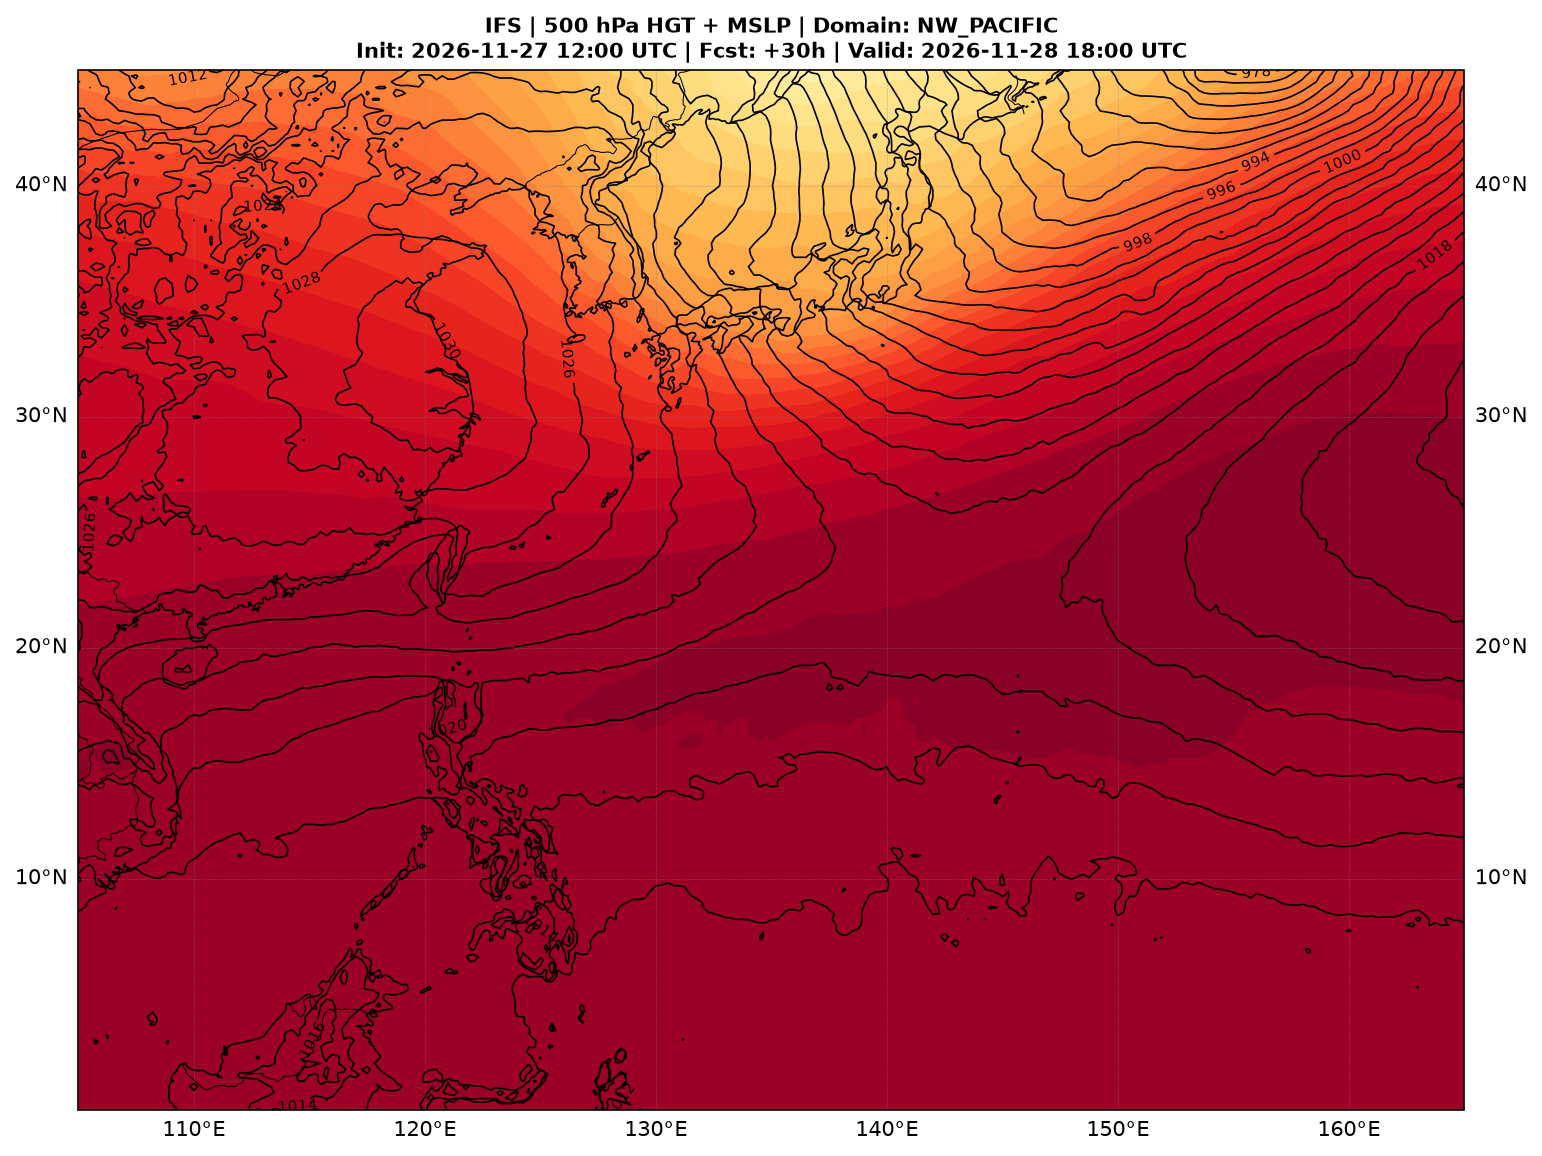 IFS | 500 hPa HGT + MSLP | Domain: NW_PACIFIC
Init: 2026-11-27 12:00 UTC | Fcst: +30h | Valid: 2026-11-28 18:00 UTC
1012
978
994
1000
40°N
40°N
996
998
1018
1028
1030
1026
30°N
30°N
1026
20°N
20°N
10°N
10°N
1014
110°E
120°E
130°E
140°E
150°E
160°E